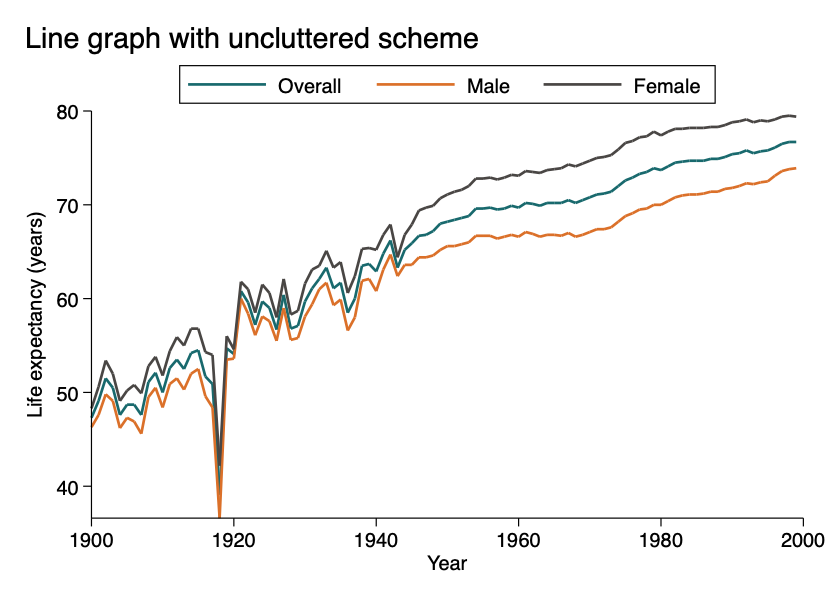 Line graph with uncluttered scheme
Overall Male Female
Life expectancy (years)
80
70
60
50
40
1900 1920 1940 1960 1980 2000
Year